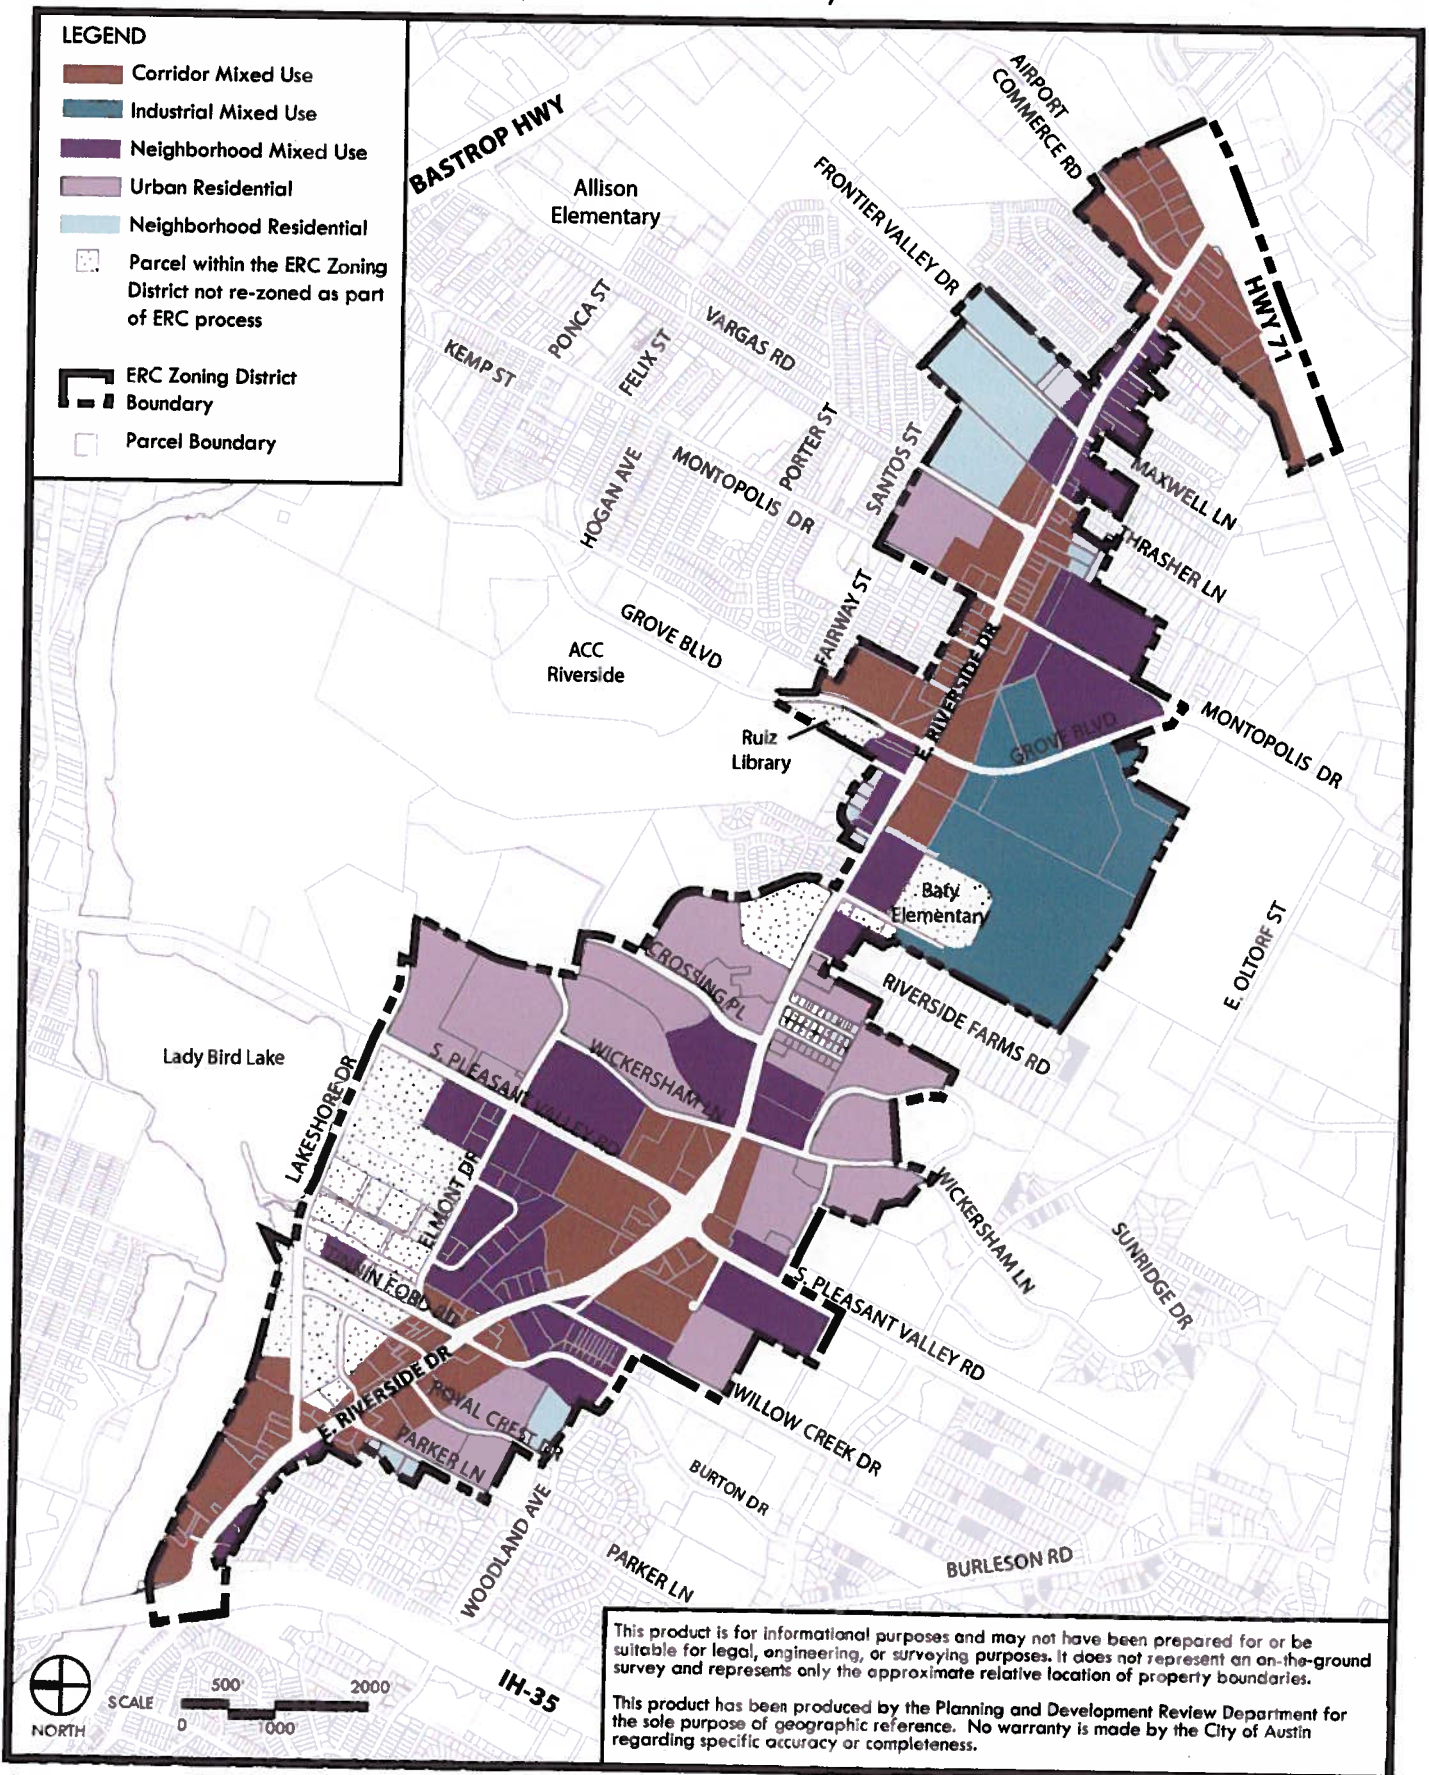 LEGEND
Corridor Mixed Use
Industrial Mixed Use
Neighborhood Mixed Use
Urban Residential
Neighborhood Residential
Parcel within the ERC Zoning
District not re-zoned as part
of ERC process
ERC Zoning District
Boundary
Parcel Boundary
BASTROP HWY
Allison
Elementary
AIRPORT
COMMERCE RD
FRONTIER VALLEY DR
HWY 71
PONCA ST
VARGAS RD
KEMP ST
FELIX ST
PORTER ST
SANTOS ST
HOGAN AVE
MONTOPOLIS DR
MAXWELL LN
THRASHER LN
FAIRWAY ST
GROVE BLVD
ACC
Riverside
E. RIVERSIDE DR
Ruiz
Library
GROVE BLVD
MONTOPOLIS DR
Baty
Elementary
E. OLTORF ST
CROSSING PL
RIVERSIDE FARMS RD
Lady Bird Lake
LAKESHORE DR
S. PLEASANT VALLEY RD
WICKERSHAM LN
ELMONT DR
WICKERSHAM LN
SUNRIDGE DR
TINNIN FORD RD
S. PLEASANT VALLEY RD
E. RIVERSIDE DR
ROYAL CREST DR
PARKER LN
WILLOW CREEK DR
BURTON DR
WOODLAND AVE
PARKER LN
BURLESON RD
IH-35
NORTH
SCALE
500'
2000'
0
1000'
This product is for informational purposes and may not have been prepared for or be
suitable for legal, engineering, or surveying purposes. It does not represent an on-the-ground
survey and represents only the approximate relative location of property boundaries.
This product has been produced by the Planning and Development Review Department for
the sole purpose of geographic reference. No warranty is made by the City of Austin
regarding specific accuracy or completeness.